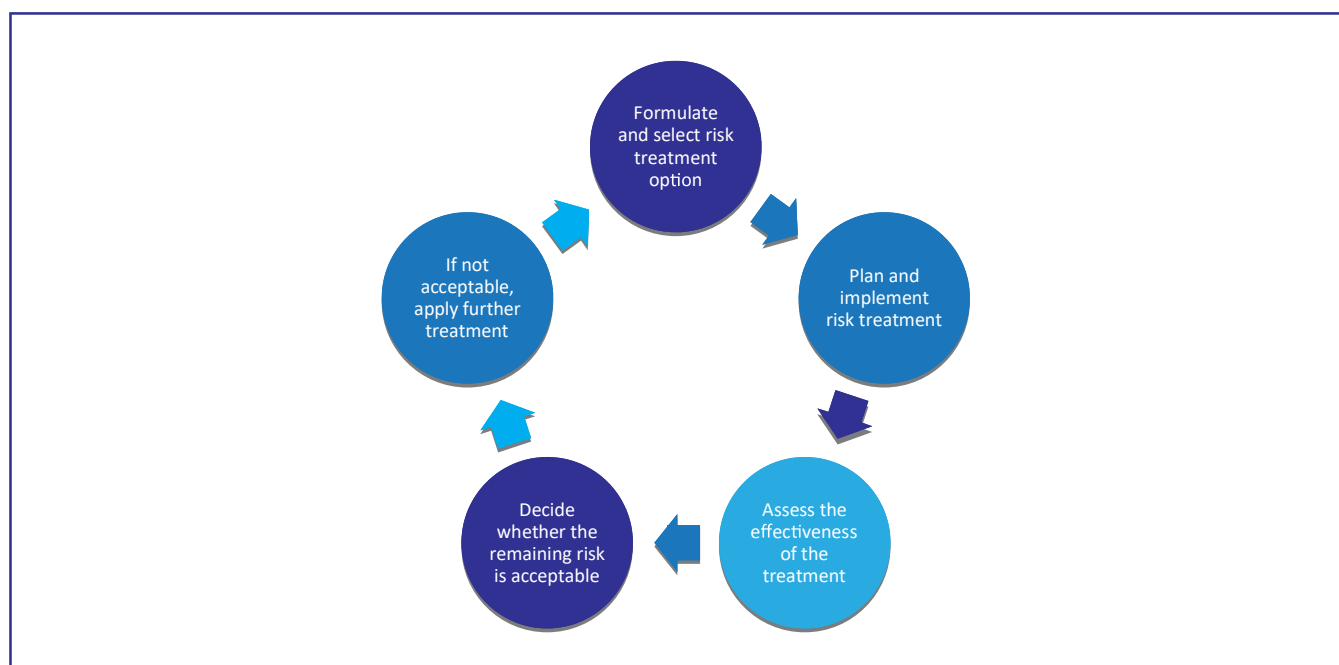 Formulate
and select risk
treatment
option
Plan and
implement
risk treatment
Assess the
effectiveness
of the
treatment
Decide
whether the
remaining risk
is acceptable
If not
acceptable,
apply further
treatment